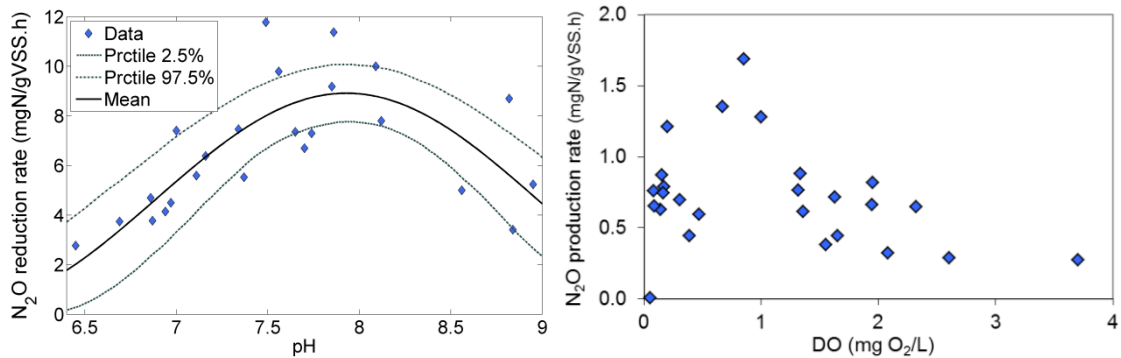 N₂O reduction rate (mgN/gVSS.h)
12
10
8
6
4
2
0
Data
Prctile 2.5%
Prctile 97.5%
Mean
6.5
7
7.5
8
8.5
9
pH
N₂O production rate (mgN/gVSS.h)
2.0
1.5
1.0
0.5
0.0
0
1
2
3
4
DO (mg O₂/L)